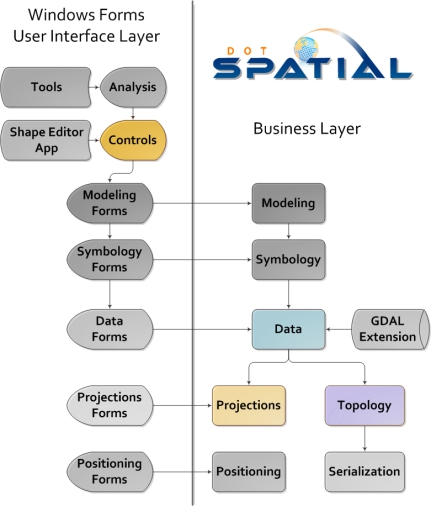 Windows Forms
User Interface Layer
DOT
SPATIAL
Business Layer
Tools
Analysis
Shape Editor
App
Controls
Modeling
Forms
Modeling
Symbology
Forms
Symbology
Data
Forms
Data
GDAL
Extension
Projections
Forms
Projections
Topology
Positioning
Forms
Positioning
Serialization